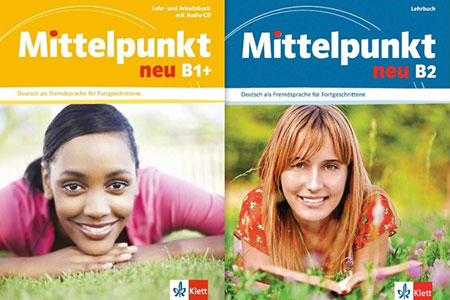 Lehr- und Arbeitsbuch
mit Audio-CD
Mittelpunkt
neu B1+
Deutsch als Fremdsprache für Fortgeschrittene
Klett
Lehrbuch
Mittelpunkt
neu B2
Deutsch als Fremdsprache für Fortgeschrittene
Klett